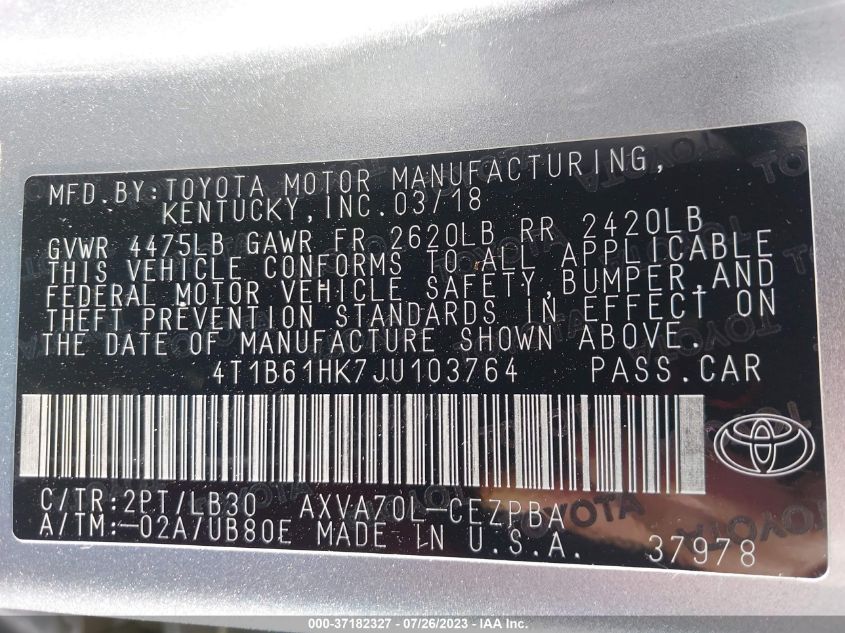 MFD.BY:TOYOTA MOTOR MANUFACTURING,
KENTUCKY,INC.03/18
GVWR 4475LB GAWR FR 2620LB RR 2420LB
THIS VEHICLE CONFORMS TO ALL APPLICABLE
FEDERAL MOTOR VEHICLE SAFETY,BUMPER,AND
THEFT PREVENTION STANDARDS IN EFFECT ON
THE DATE OF MANUFACTURE SHOWN ABOVE.
4T1B61HK7JU103764 PASS.CAR
C/TR:2PT/LB30 AXVA70L-CEZPBA
A/TM:-02A/UB80E MADE IN U.S.A. 37978
000-37182327 - 07/26/2023 - © IAA Inc.